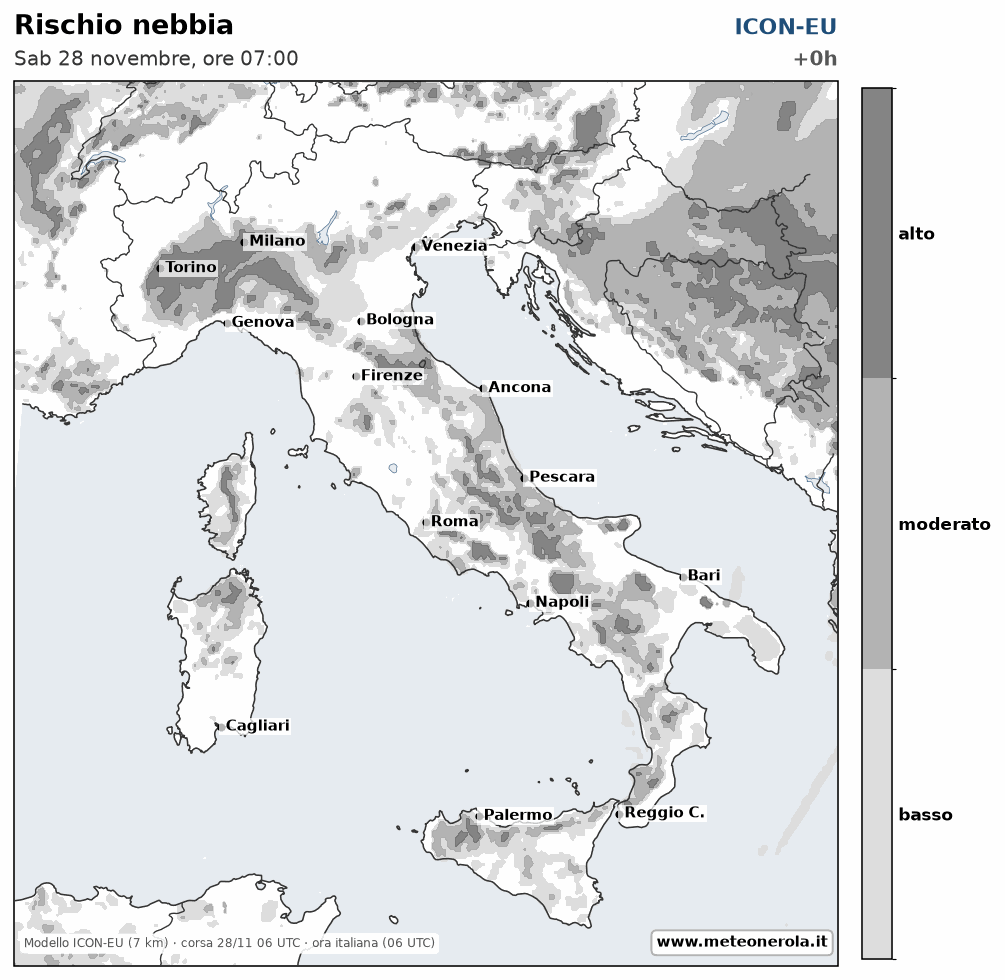 Rischio nebbia
ICON-EU
Sab 28 novembre, ore 07:00
+0h
Milano
Venezia
Torino
Genova
Bologna
Firenze
Ancona
Pescara
Roma
Bari
Napoli
Cagliari
Palermo
Reggio C.
alto
moderato
basso
Modello ICON-EU (7 km) · corsa 28/11 06 UTC · ora italiana (06 UTC)
www.meteonerola.it